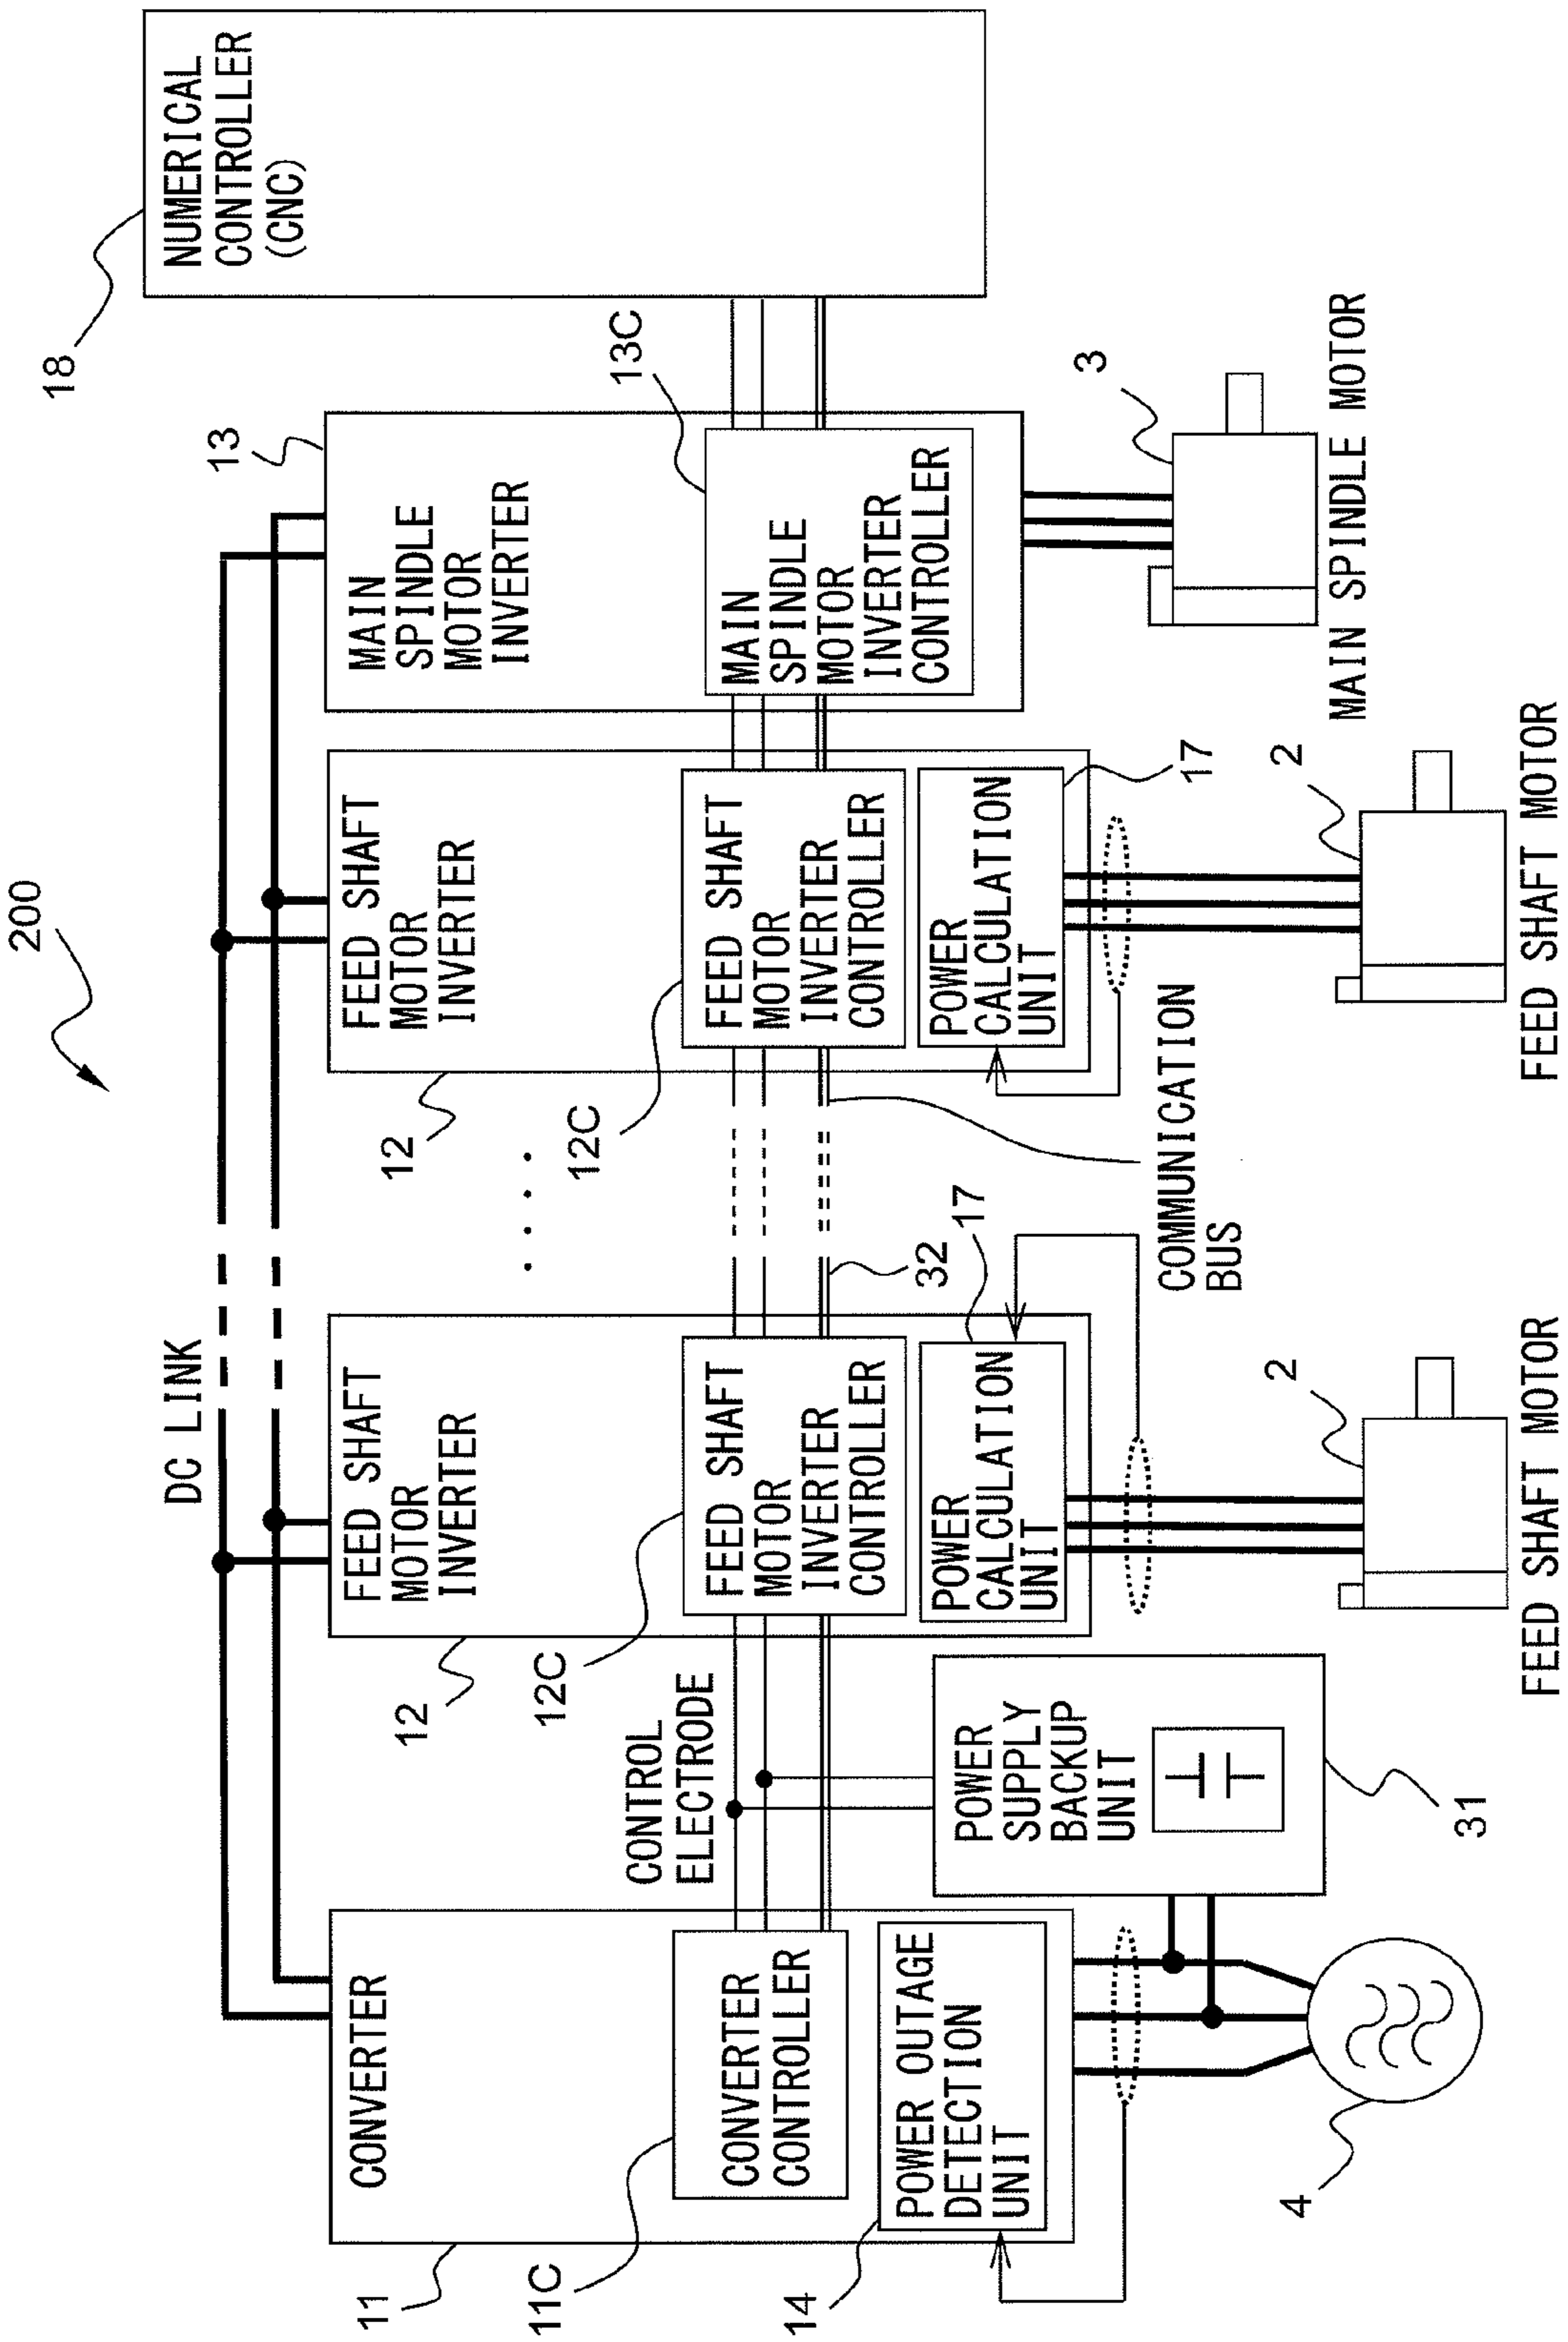 200
DC LINK
18
NUMERICAL
CONTROLLER
(CNC)
11
CONVERTER
11C
CONVERTER
CONTROLLER
14
POWER OUTAGE
DETECTION
UNIT
4
CONTROL
ELECTRODE
POWER
SUPPLY
BACKUP
UNIT
31
12
FEED SHAFT
MOTOR
INVERTER
12C
FEED SHAFT
MOTOR
INVERTER
CONTROLLER
POWER
CALCULATION
UNIT
17
32
2
FEED SHAFT MOTOR
COMMUNICATION
BUS
12
FEED SHAFT
MOTOR
INVERTER
12C
FEED SHAFT
MOTOR
INVERTER
CONTROLLER
POWER
CALCULATION
UNIT
17
2
FEED SHAFT MOTOR
13
MAIN
SPINDLE
MOTOR
INVERTER
13C
MAIN
SPINDLE
MOTOR
INVERTER
CONTROLLER
3
MAIN SPINDLE MOTOR